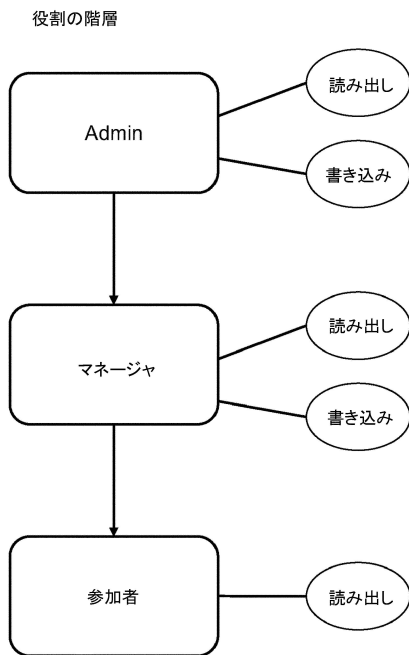 役割の階層
Admin
読み出し
書き込み
マネージャ
読み出し
書き込み
参加者
読み出し